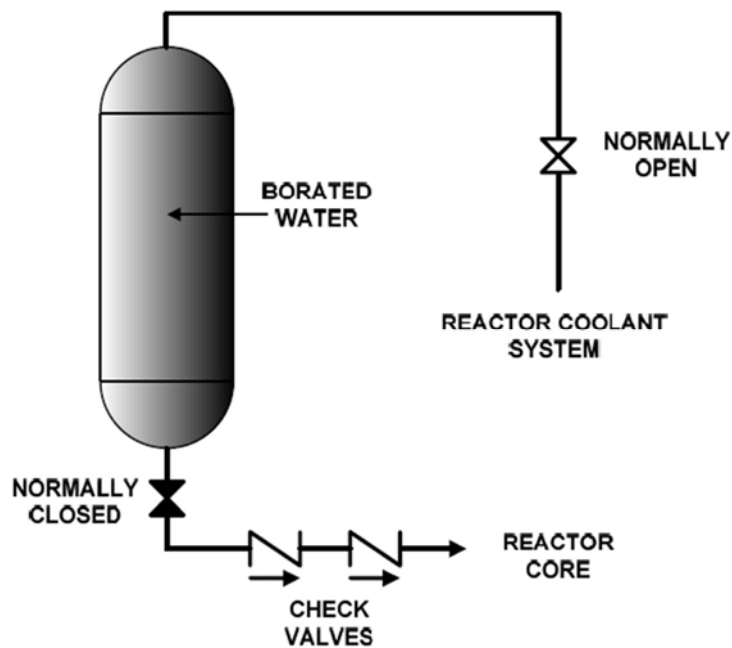 NORMALLY
OPEN
BORATED
WATER
REACTOR COOLANT
SYSTEM
NORMALLY
CLOSED
REACTOR
CORE
CHECK
VALVES